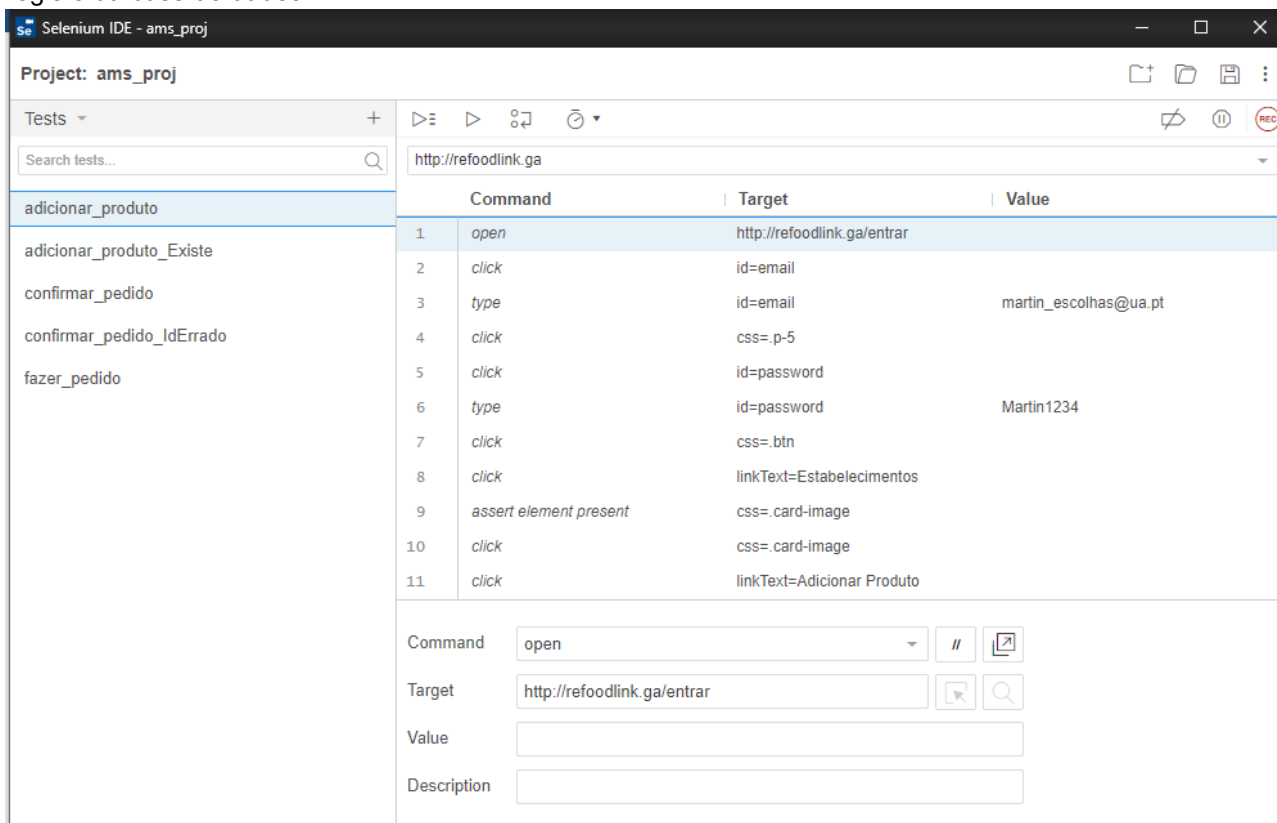 Selenium IDE - ams_proj
Project: ams_proj
Tests
Search tests...
adicionar_produto
adicionar_produto_Existe
confirmar_pedido
confirmar_pedido_IdErrado
fazer_pedido
REC
http://refoodlink.ga
Command Target Value
1 open http://refoodlink.ga/entrar
2 click id=email
3 type id=email martin_escolhas@ua.pt
4 click css=.p-5
5 click id=password
6 type id=password Martin1234
7 click css=.btn
8 click linkText=Estabelecimentos
9 assert element present css=.card-image
10 click css=.card-image
11 click linkText=Adicionar Produto
Command open //
Target http://refoodlink.ga/entrar
Value
Description